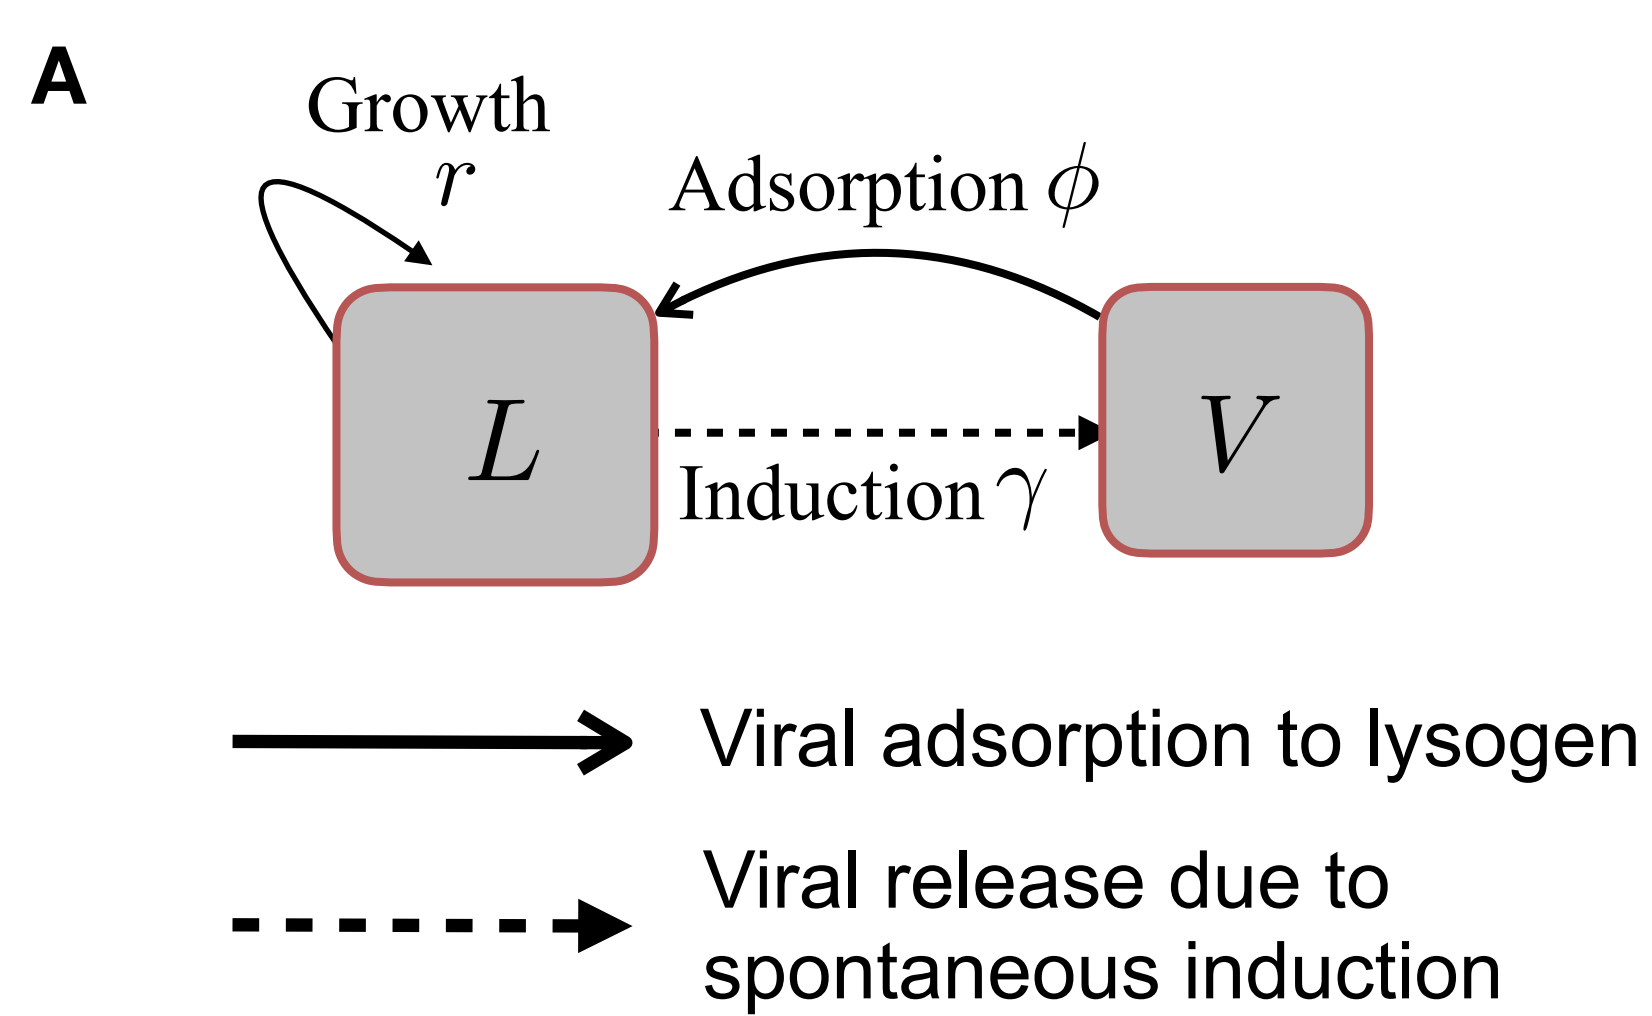 A
Growth
r
Adsorption ϕ
L
V
Induction γ
Viral adsorption to lysogen
Viral release due to
spontaneous induction